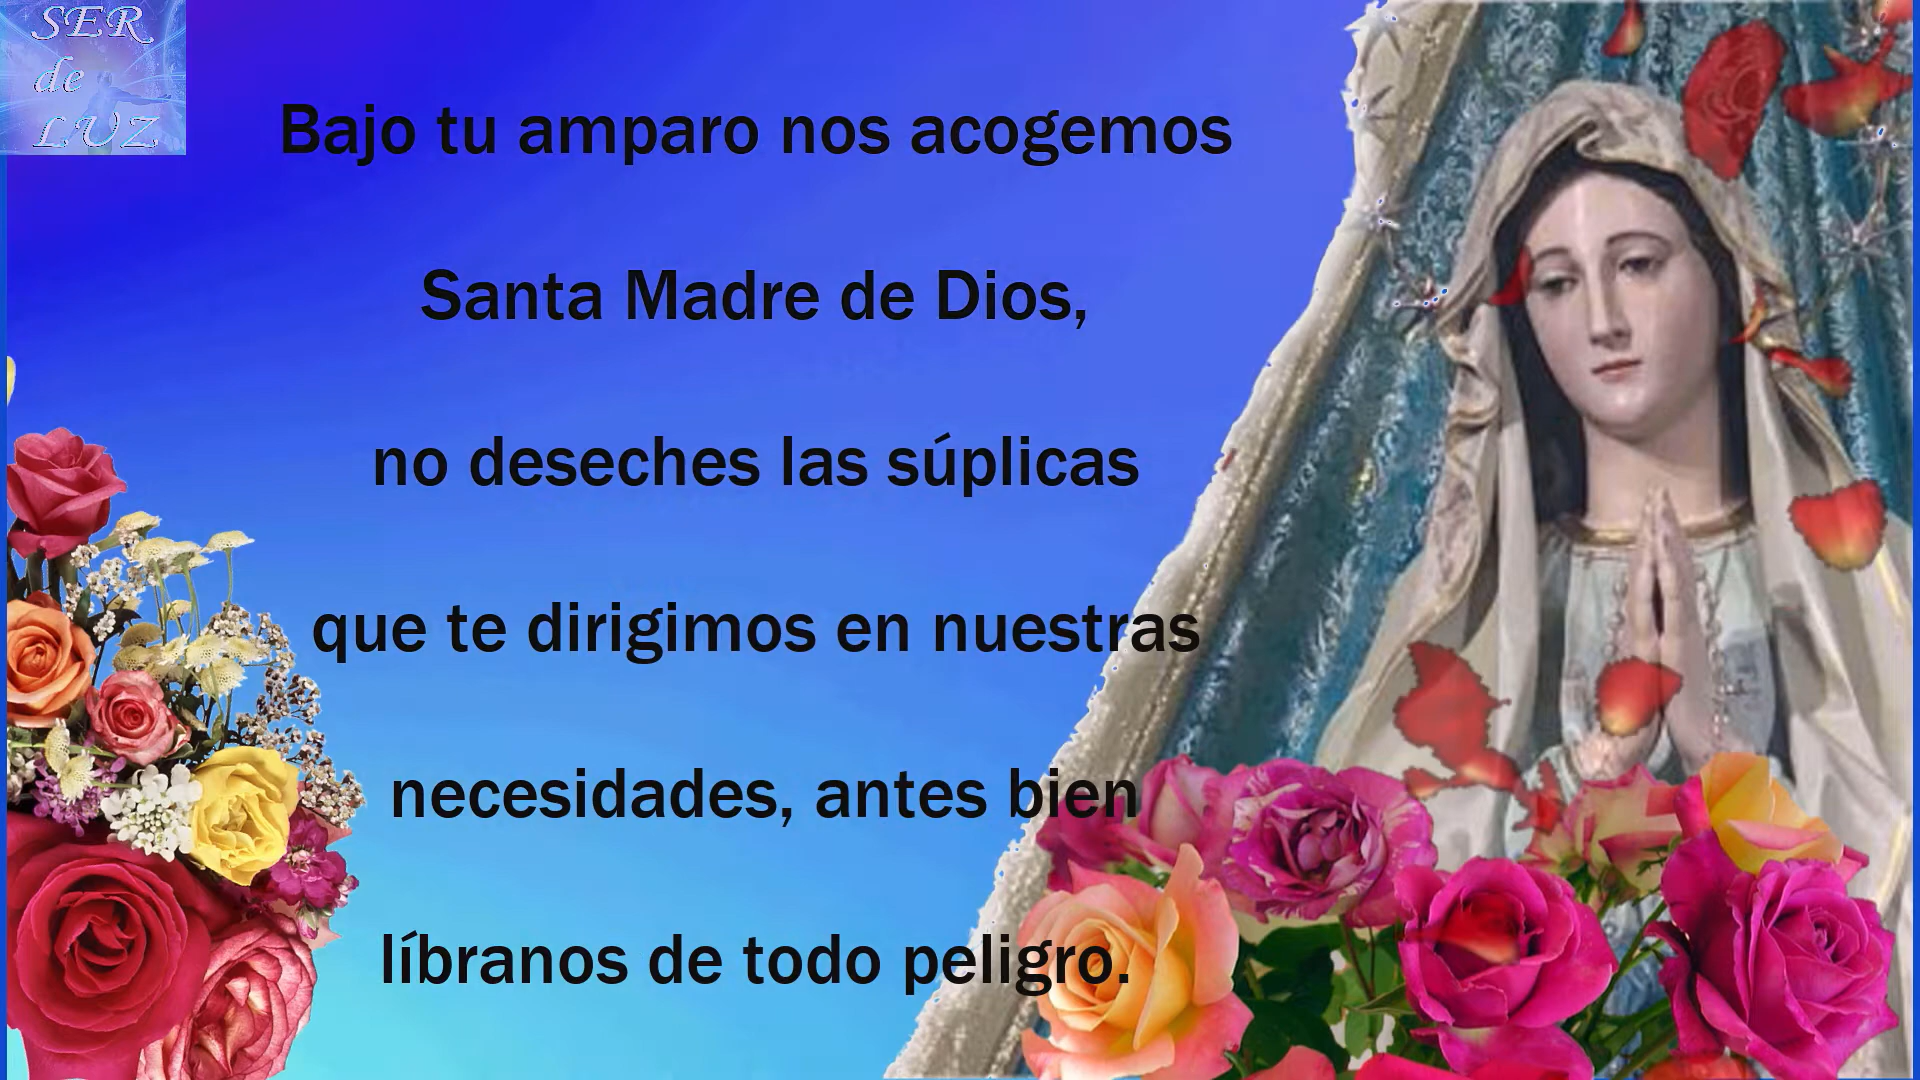 SER
de
LUZ
Bajo tu amparo nos acogemos
Santa Madre de Dios,
no deseches las súplicas
que te dirigimos en nuestras
necesidades, antes bien
líbranos de todo peligro.